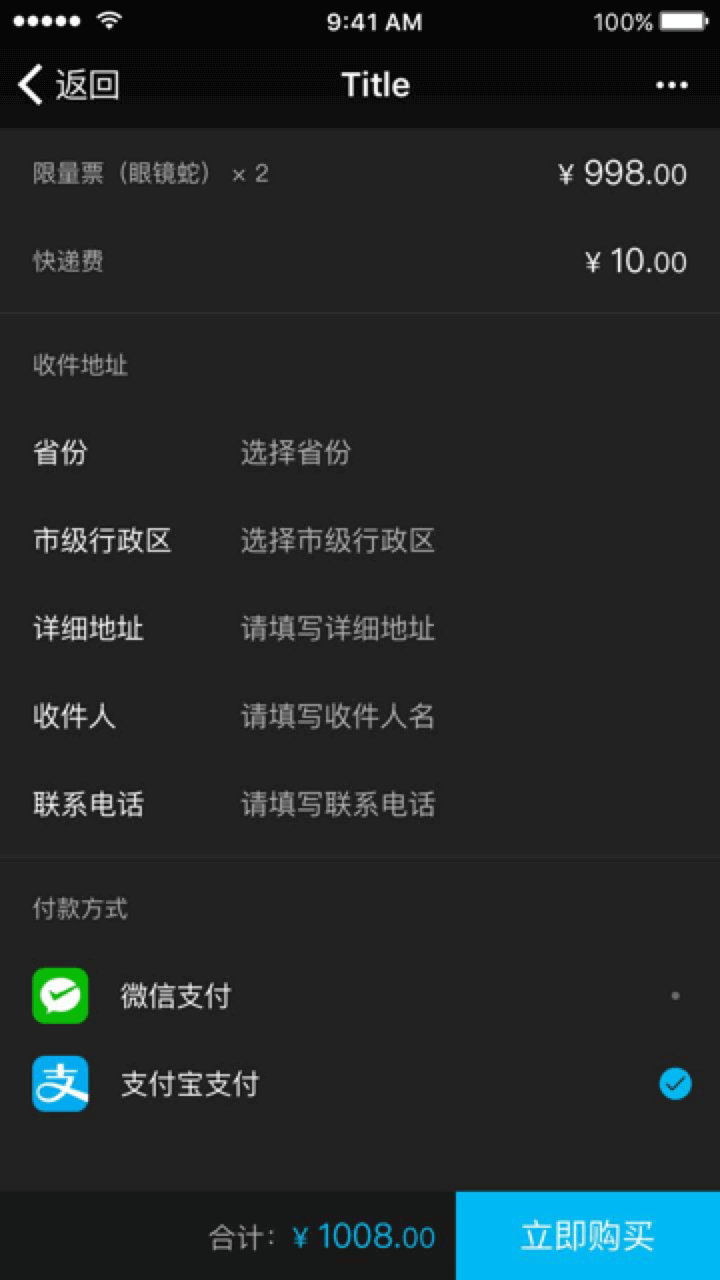 9:41 AM 100%
返回 Title
限量票（眼镜蛇） × 2 ¥ 998.00
快递费 ¥ 10.00
收件地址
省份 选择省份
市级行政区 选择市级行政区
详细地址 请填写详细地址
收件人 请填写收件人名
联系电话 请填写联系电话
付款方式
微信支付
支 支付宝支付
合计: ¥ 1008.00 立即购买